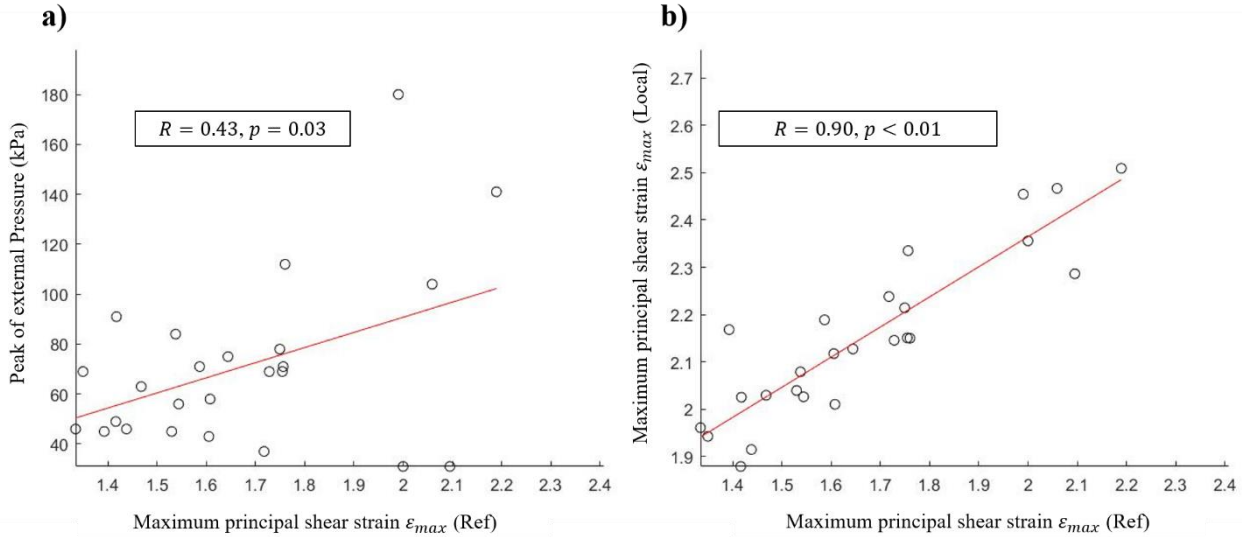 a)
Peak of external Pressure (kPa)
180
160
140
120
100
80
60
40
R = 0.43, p = 0.03
1.4 1.5 1.6 1.7 1.8 1.9 2 2.1 2.2 2.3 2.4
Maximum principal shear strain εmax (Ref)
b)
Maximum principal shear strain εmax (Local)
2.7
2.6
2.5
2.4
2.3
2.2
2.1
2
1.9
R = 0.90, p < 0.01
1.4 1.5 1.6 1.7 1.8 1.9 2 2.1 2.2 2.3 2.4
Maximum principal shear strain εmax (Ref)